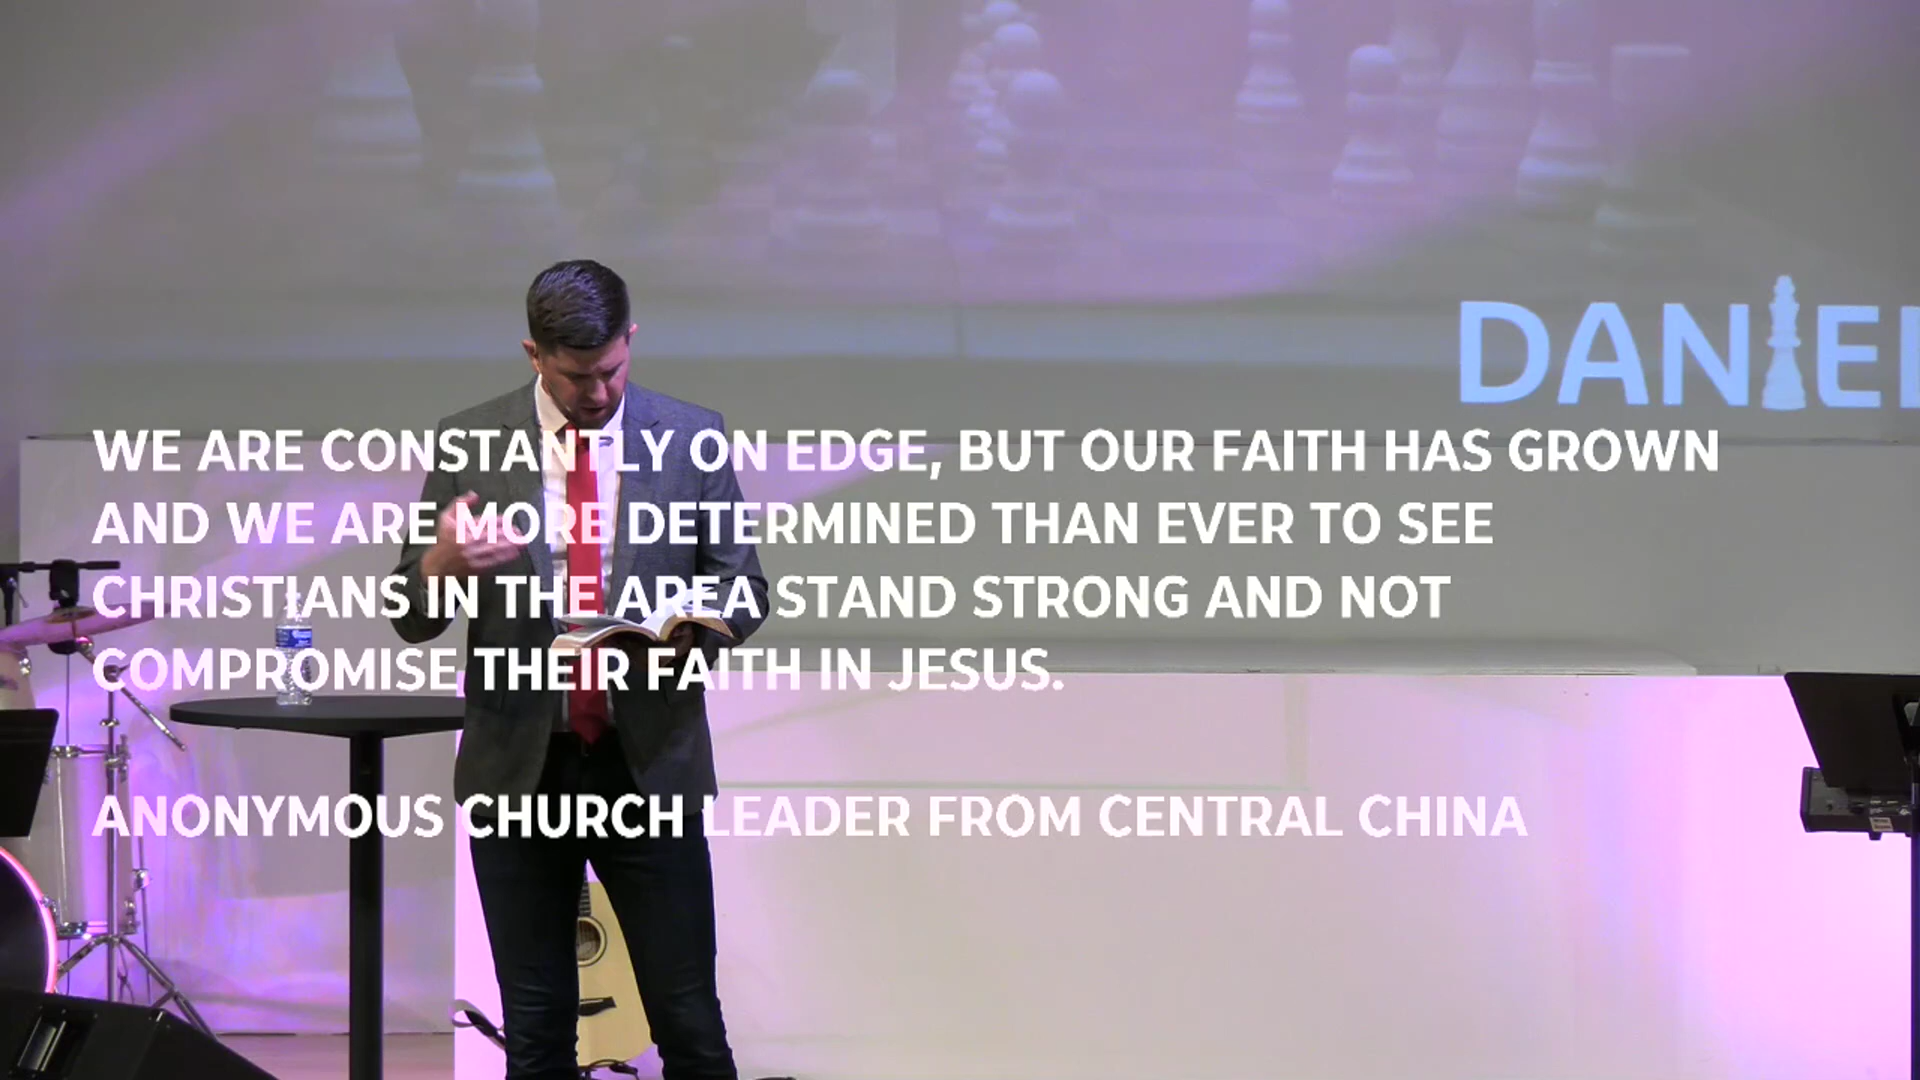 DANIEL
WE ARE CONSTANTLY ON EDGE, BUT OUR FAITH HAS GROWN
AND WE ARE MORE DETERMINED THAN EVER TO SEE
CHRISTIANS IN THE AREA STAND STRONG AND NOT
COMPROMISE THEIR FAITH IN JESUS.
ANONYMOUS CHURCH LEADER FROM CENTRAL CHINA